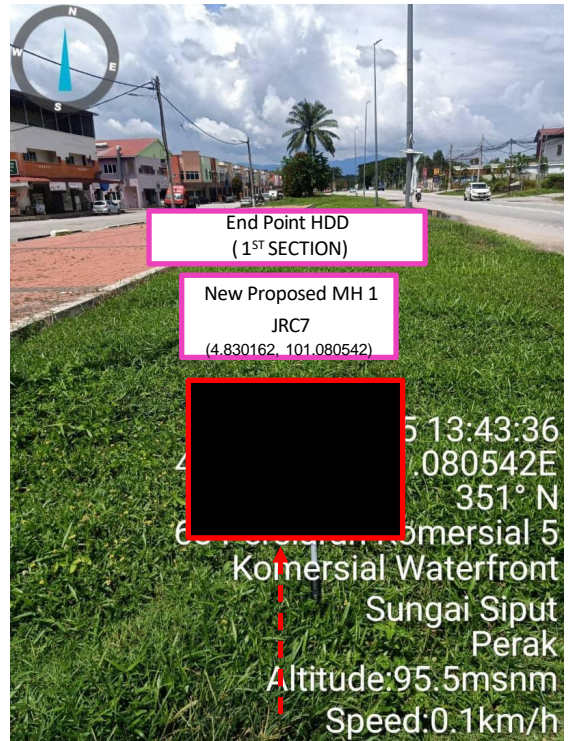 N
W
E
S
End Point HDD
( 1ST SECTION)
New Proposed MH 1
JRC7
(4.830162, 101.080542)
5 13:43:36
.080542E
351° N
Komersial 5
Komersial Waterfront
Sungai Siput
Perak
Altitude:95.5msnm
Speed:0.1km/h